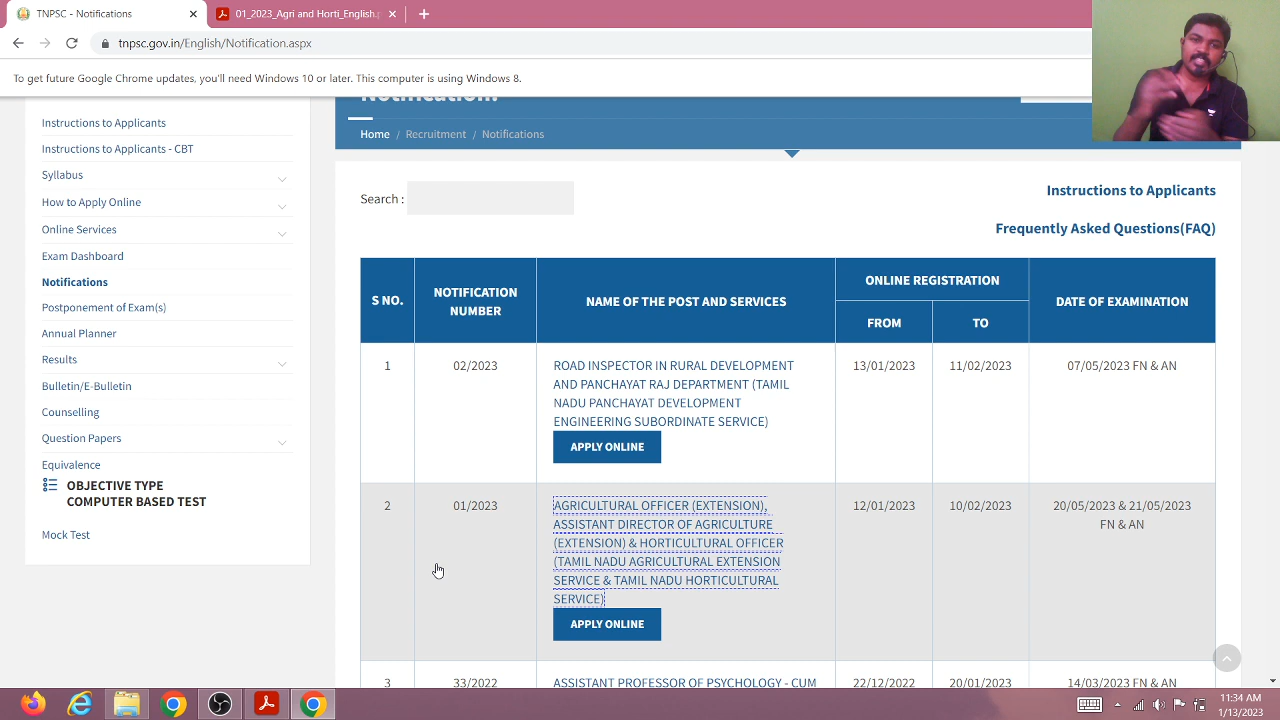 TNPSC - Notifications
01_2023_Agri and Horti_English.p
tnpsc.gov.in/English/Notification.aspx
To get future Google Chrome updates, you'll need Windows 10 or later. This computer is using Windows 8.
Notification.
Home / Recruitment / Notifications
Instructions to Applicants
Instructions to Applicants - CBT
Syllabus
How to Apply Online
Online Services
Exam Dashboard
Notifications
Postponement of Exam(s)
Annual Planner
Results
Bulletin/E-Bulletin
Counselling
Question Papers
Equivalence
OBJECTIVE TYPE
COMPUTER BASED TEST
Mock Test
Search :
Instructions to Applicants
Frequently Asked Questions(FAQ)
S NO.
NOTIFICATION
NUMBER
NAME OF THE POST AND SERVICES
ONLINE REGISTRATION
FROM
TO
DATE OF EXAMINATION
1
02/2023
ROAD INSPECTOR IN RURAL DEVELOPMENT
AND PANCHAYAT RAJ DEPARTMENT (TAMIL
NADU PANCHAYAT DEVELOPMENT
ENGINEERING SUBORDINATE SERVICE)
APPLY ONLINE
13/01/2023
11/02/2023
07/05/2023 FN & AN
2
01/2023
AGRICULTURAL OFFICER (EXTENSION),
ASSISTANT DIRECTOR OF AGRICULTURE
(EXTENSION) & HORTICULTURAL OFFICER
(TAMIL NADU AGRICULTURAL EXTENSION
SERVICE & TAMIL NADU HORTICULTURAL
SERVICE)
APPLY ONLINE
12/01/2023
10/02/2023
20/05/2023 & 21/05/2023
FN & AN
3
33/2022
ASSISTANT PROFESSOR OF PSYCHOLOGY - CUM
22/12/2022
20/01/2023
14/03/2023 FN & AN
11:34 AM
1/13/2023